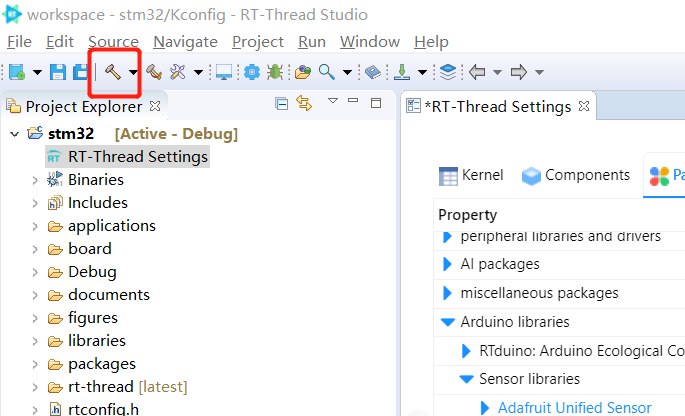 workspace - stm32/Kconfig - RT-Thread Studio
File Edit Source Navigate Project Run Window Help
Project Explorer
*RT-Thread Settings
stm32 [Active - Debug]
RT RT-Thread Settings
Binaries
Includes
applications
board
Debug
documents
figures
libraries
packages
rt-thread [latest]
rtconfig.h
Kernel
Components
Pa
Property
peripheral libraries and drivers
AI packages
miscellaneous packages
Arduino libraries
RTduino: Arduino Ecological Co
Sensor libraries
Adafruit Unified Sensor